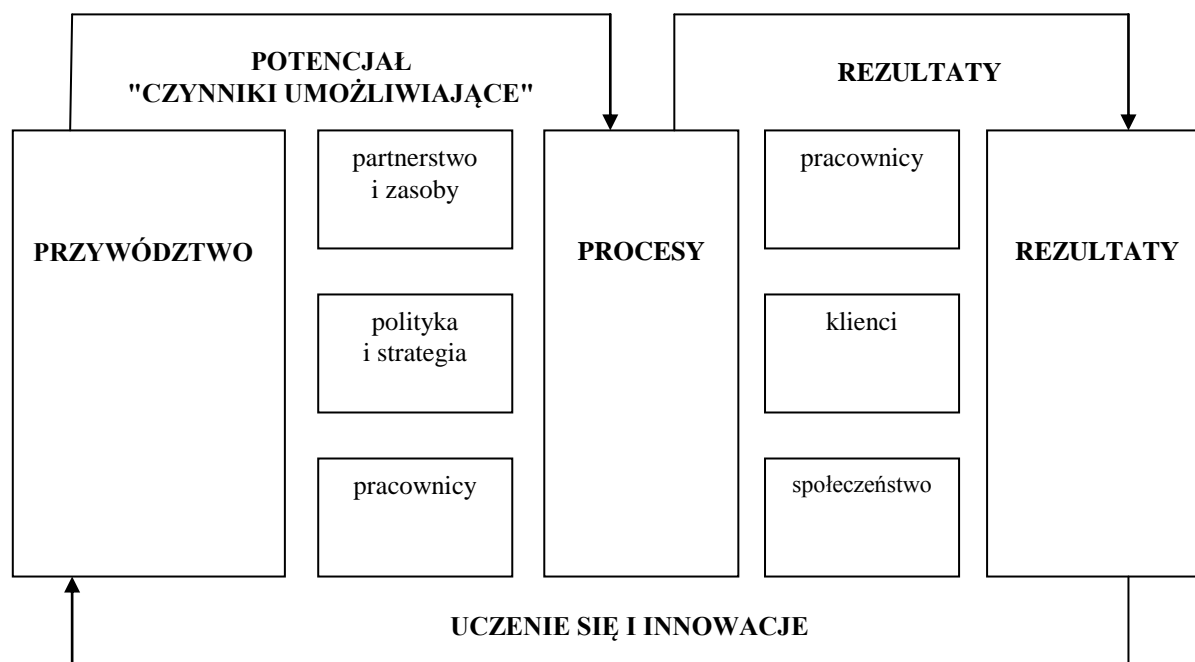 POTENCJAŁ
"CZYNNIKI UMOŻLIWIAJĄCE"
REZULTATY
PRZYWÓDZTWO
partnerstwo
i zasoby
polityka
i strategia
pracownicy
PROCESY
pracownicy
klienci
społeczeństwo
REZULTATY
UCZENIE SIĘ I INNOWACJE